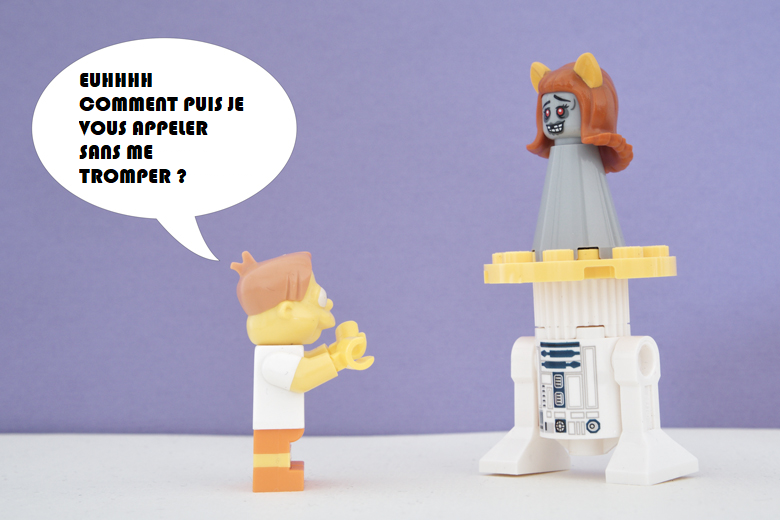 EUHHHH
COMMENT PUIS JE
VOUS APPELER
SANS ME
TROMPER ?